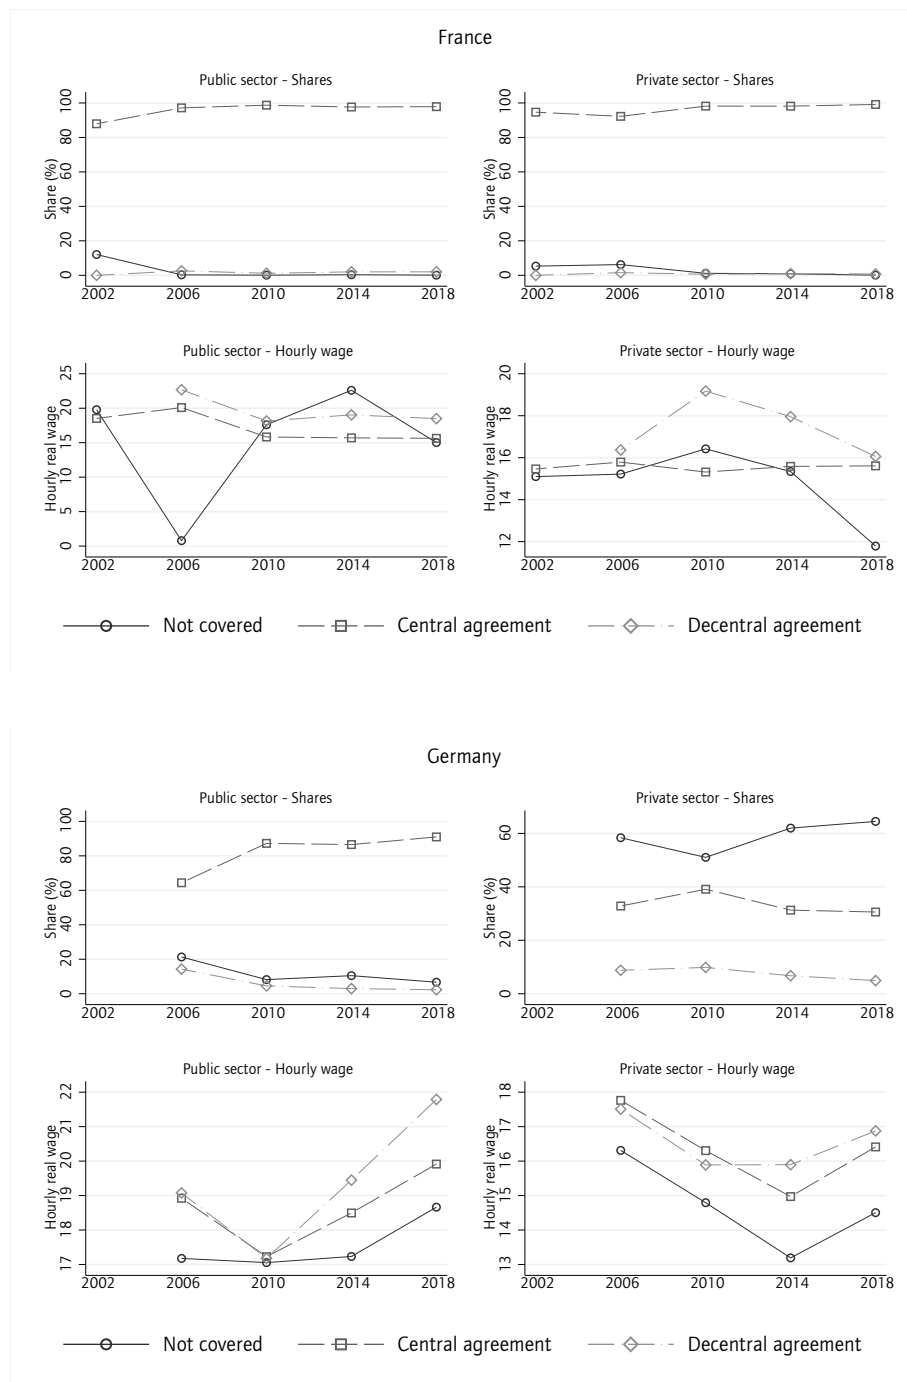 France
Public sector - Shares
Share (%)
100
80
60
40
20
0
2002 2006 2010 2014 2018
Private sector - Shares
Share (%)
100
80
60
40
20
0
2002 2006 2010 2014 2018
Public sector - Hourly wage
Hourly real wage
25
20
15
10
5
0
2002 2006 2010 2014 2018
Private sector - Hourly wage
Hourly real wage
20
18
16
14
12
2002 2006 2010 2014 2018
Not covered Central agreement Decentral agreement
Germany
Public sector - Shares
Share (%)
100
80
60
40
20
0
2002 2006 2010 2014 2018
Private sector - Shares
Share (%)
60
40
20
0
2002 2006 2010 2014 2018
Public sector - Hourly wage
Hourly real wage
22
21
20
19
18
17
2002 2006 2010 2014 2018
Private sector - Hourly wage
Hourly real wage
18
17
16
15
14
13
2002 2006 2010 2014 2018
Not covered Central agreement Decentral agreement